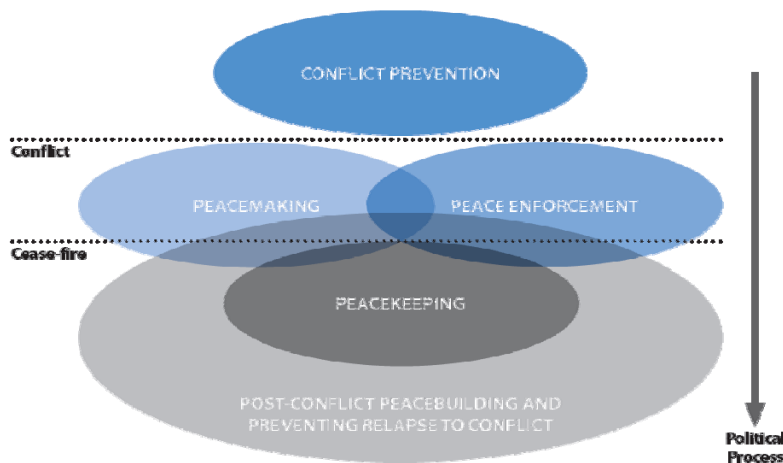 CONFLICT PREVENTION
Conflict
PEACEMAKING
PEACE ENFORCEMENT
Cease-fire
PEACEKEEPING
POST-CONFLICT PEACEBUILDING AND
PREVENTING RELAPSE TO CONFLICT
Political
Process